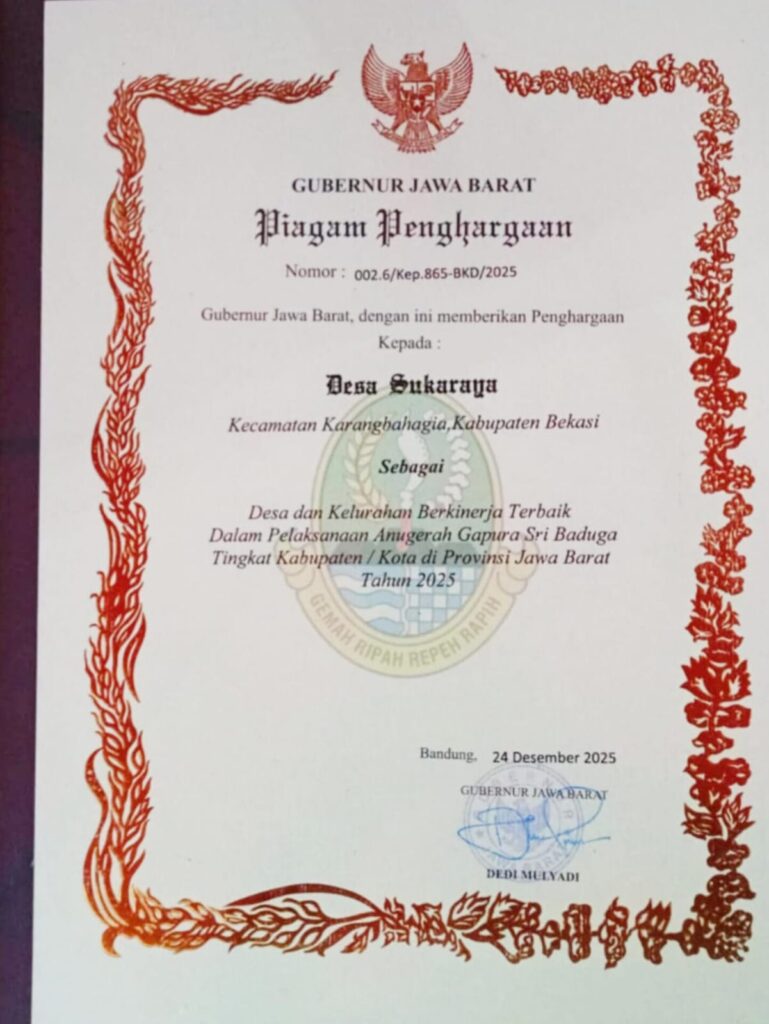 GUBERNUR JAWA BARAT
Piagam Penghargaan
Nomor : 002.6/Kep.865-BKD/2025
Gubernur Jawa Barat, dengan ini memberikan Penghargaan
Kepada :
Desa Sukaraya
Kecamatan Karangbahagia,Kabupaten Bekasi
Sebagai
Desa dan Kelurahan Berkinerja Terbaik
Dalam Pelaksanaan Anugerah Gapura Sri Baduga
Tingkat Kabupaten / Kota di Provinsi Jawa Barat
Tahun 2025
GEMAH RIPAH REPEH RAPIH
Bandung, 24 Desember 2025
GUBERNUR JAWA BARAT
GUBERNUR
JAWA BARAT
DEDI MULYADI